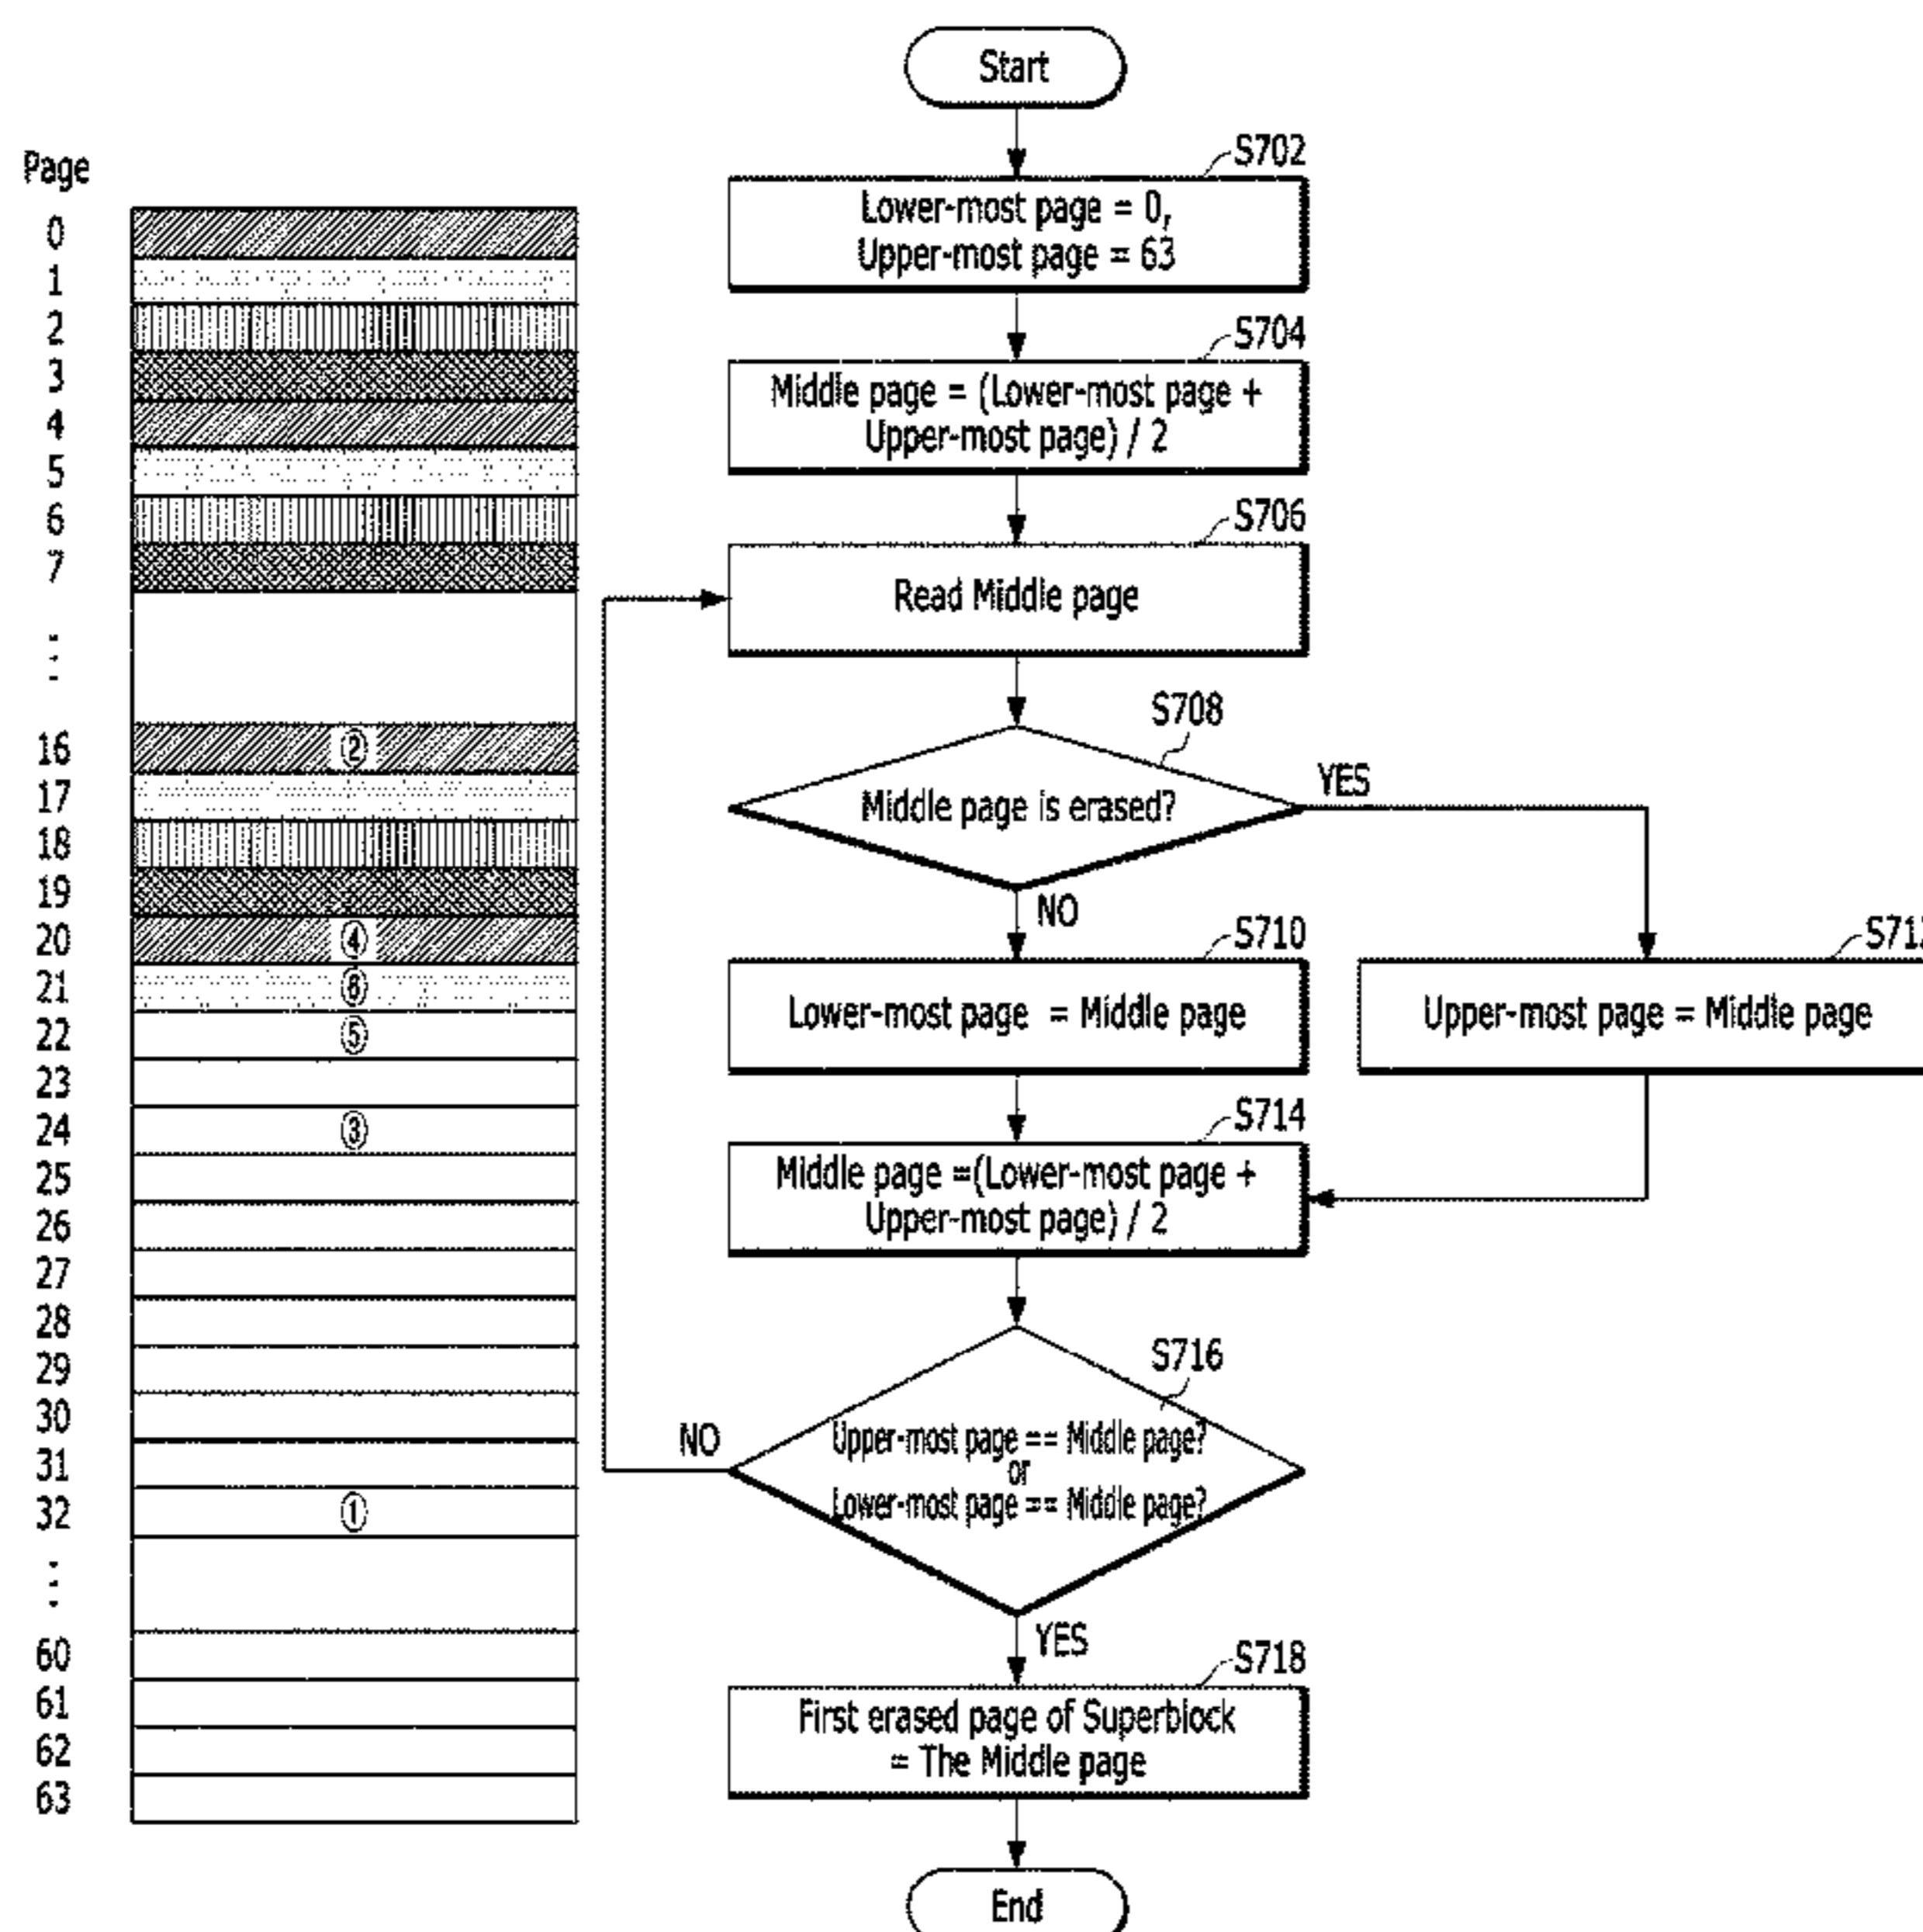 Page
0
1
2
3
4
5
6
7
16
②
17
18
19
20
④
21
⑥
22
⑤
23
24
③
25
26
27
28
29
30
31
32
①
60
61
62
63
Start
S702
Lower-most page = 0,
Upper-most page = 63
S704
Middle page = (Lower-most page +
Upper-most page) / 2
S706
Read Middle page
S708
Middle page is erased?
YES
NO
S710
Lower-most page = Middle page
Upper-most page = Middle page
S714
Middle page =(Lower-most page +
Upper-most page) / 2
S716
Upper-most page == Middle page?
or
Lower-most page == Middle page?
NO
YES
S718
First erased page of Superblock
= The Middle page
End